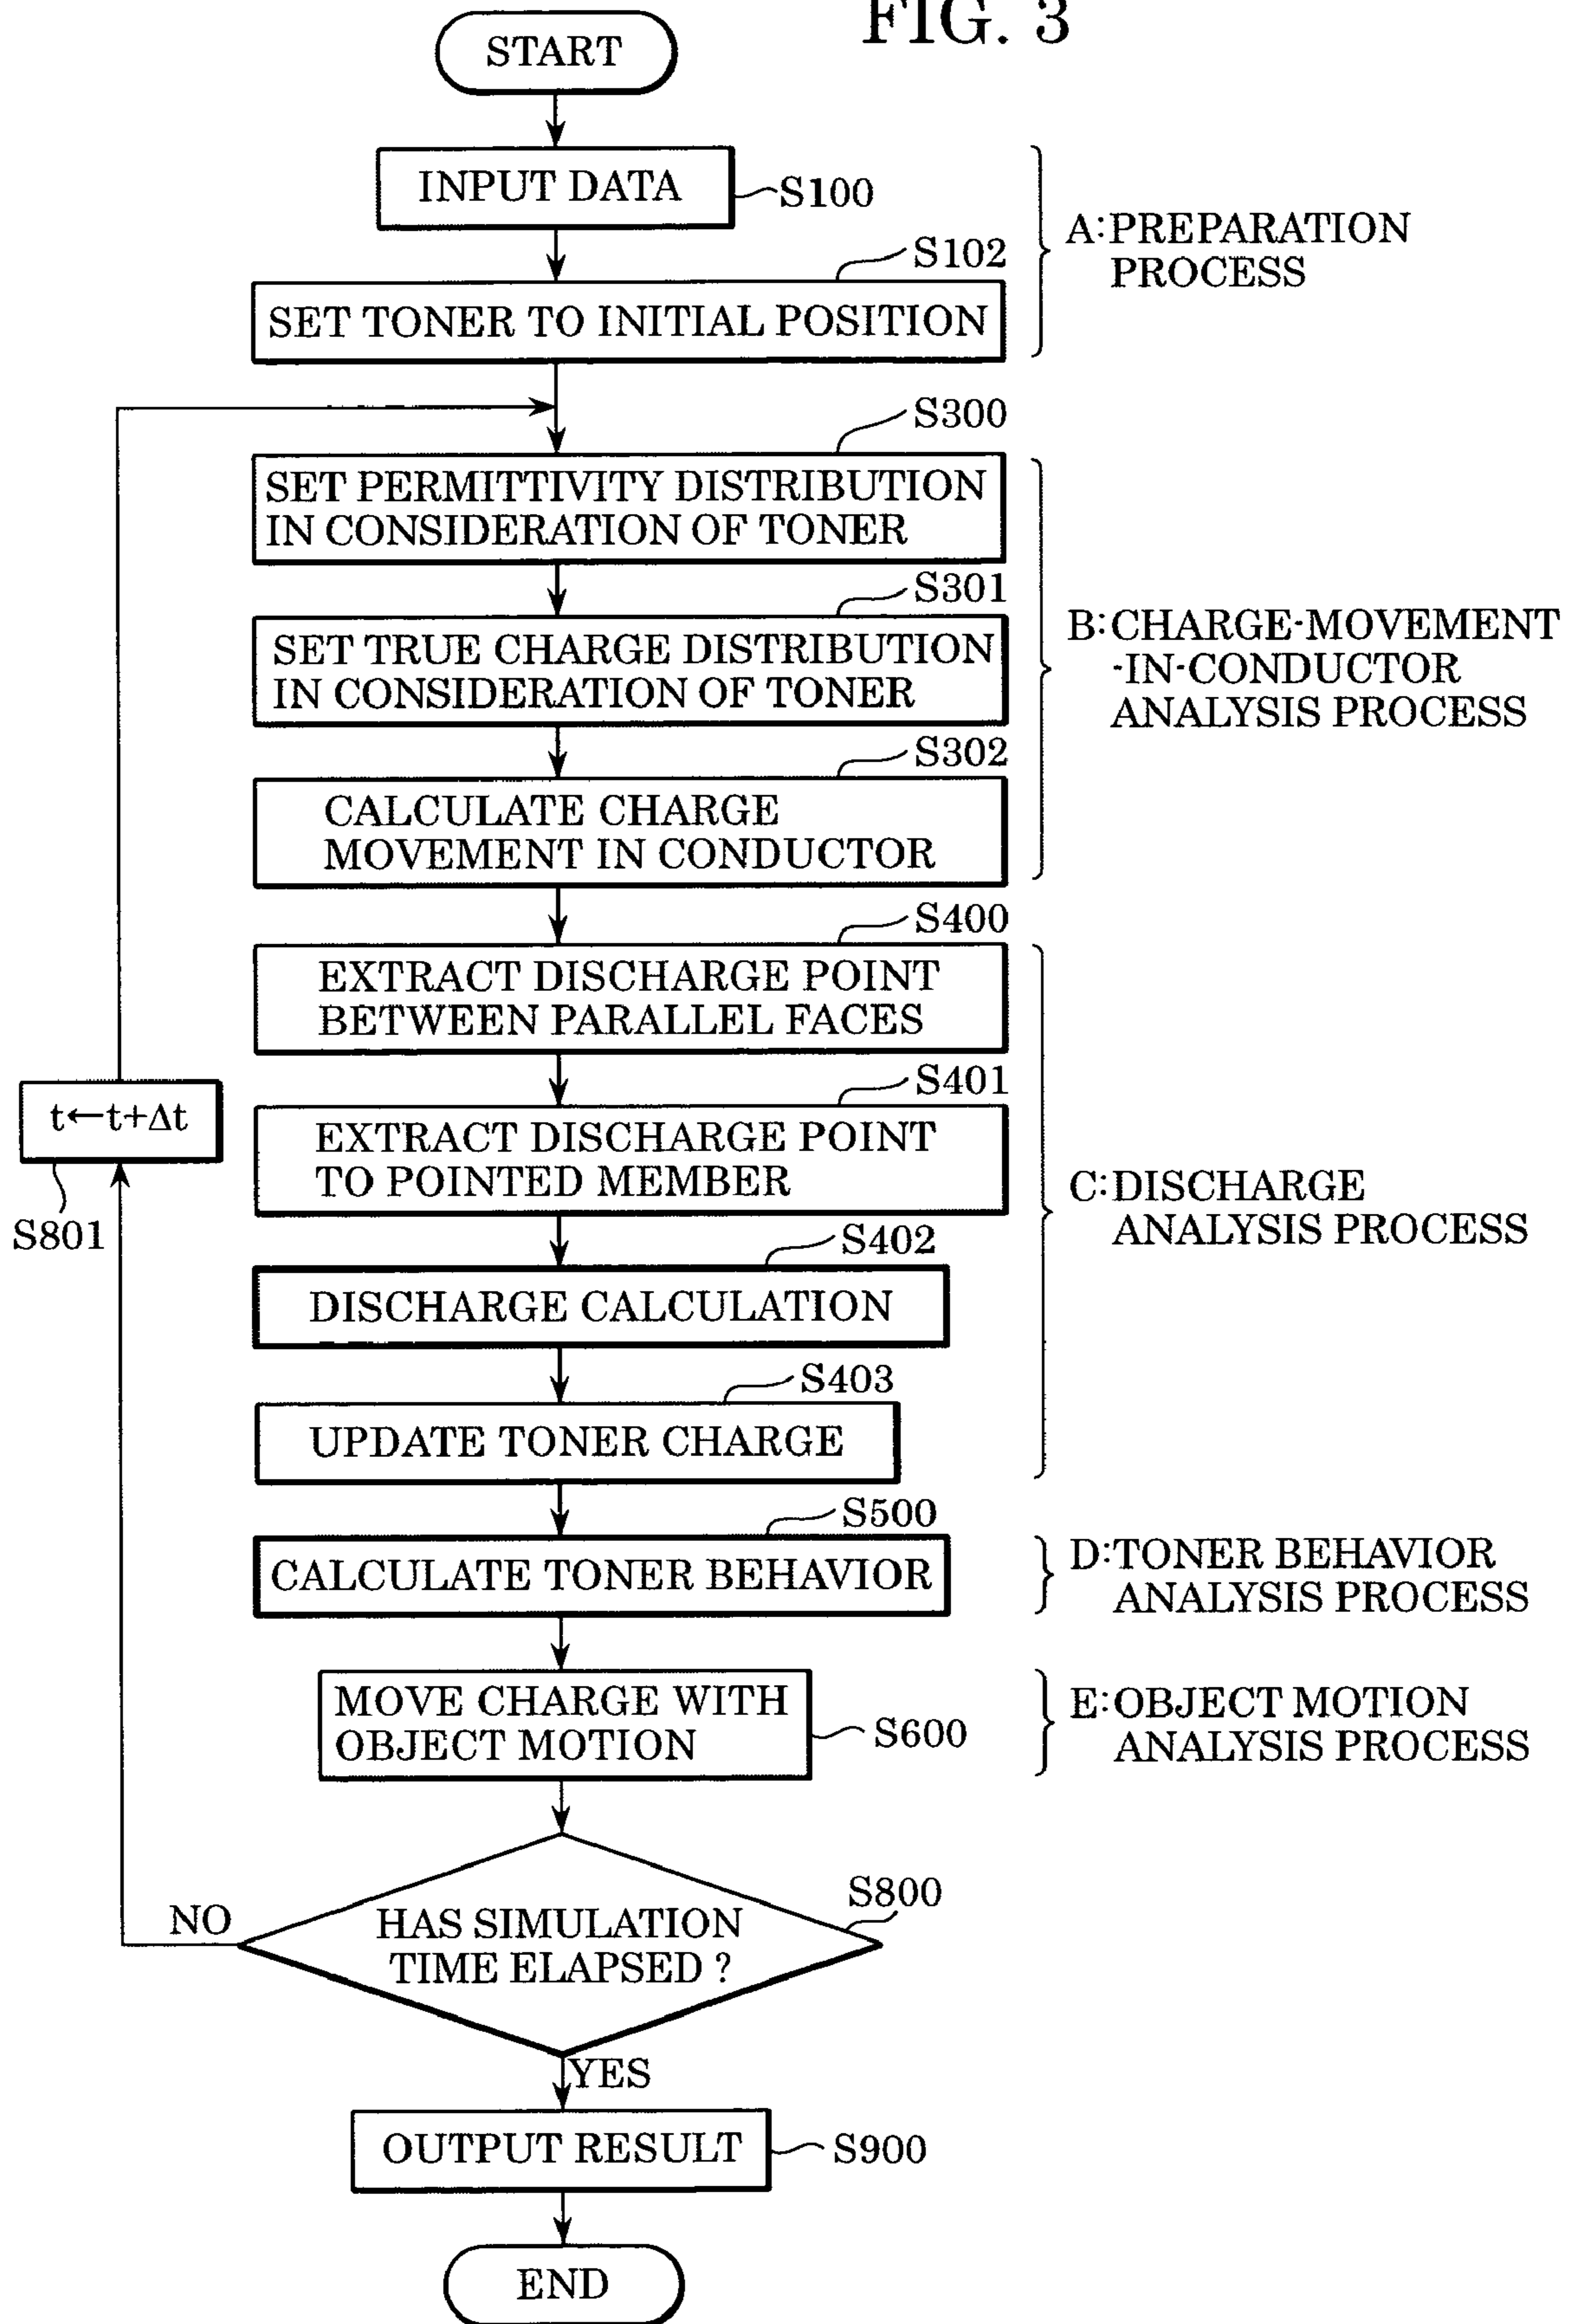 FIG. 3
START
INPUT DATA
S100
A:PREPARATION
PROCESS
S102
SET TONER TO INITIAL POSITION
S300
SET PERMITTIVITY DISTRIBUTION
IN CONSIDERATION OF TONER
S301
SET TRUE CHARGE DISTRIBUTION
IN CONSIDERATION OF TONER
B:CHARGE-MOVEMENT
-IN-CONDUCTOR
ANALYSIS PROCESS
S302
CALCULATE CHARGE
MOVEMENT IN CONDUCTOR
S400
EXTRACT DISCHARGE POINT
BETWEEN PARALLEL FACES
S401
EXTRACT DISCHARGE POINT
TO POINTED MEMBER
t←t+Δt
S801
C:DISCHARGE
ANALYSIS PROCESS
S402
DISCHARGE CALCULATION
S403
UPDATE TONER CHARGE
S500
CALCULATE TONER BEHAVIOR
D:TONER BEHAVIOR
ANALYSIS PROCESS
MOVE CHARGE WITH
OBJECT MOTION
S600
E:OBJECT MOTION
ANALYSIS PROCESS
S800
NO
HAS SIMULATION
TIME ELAPSED ?
YES
OUTPUT RESULT
S900
END